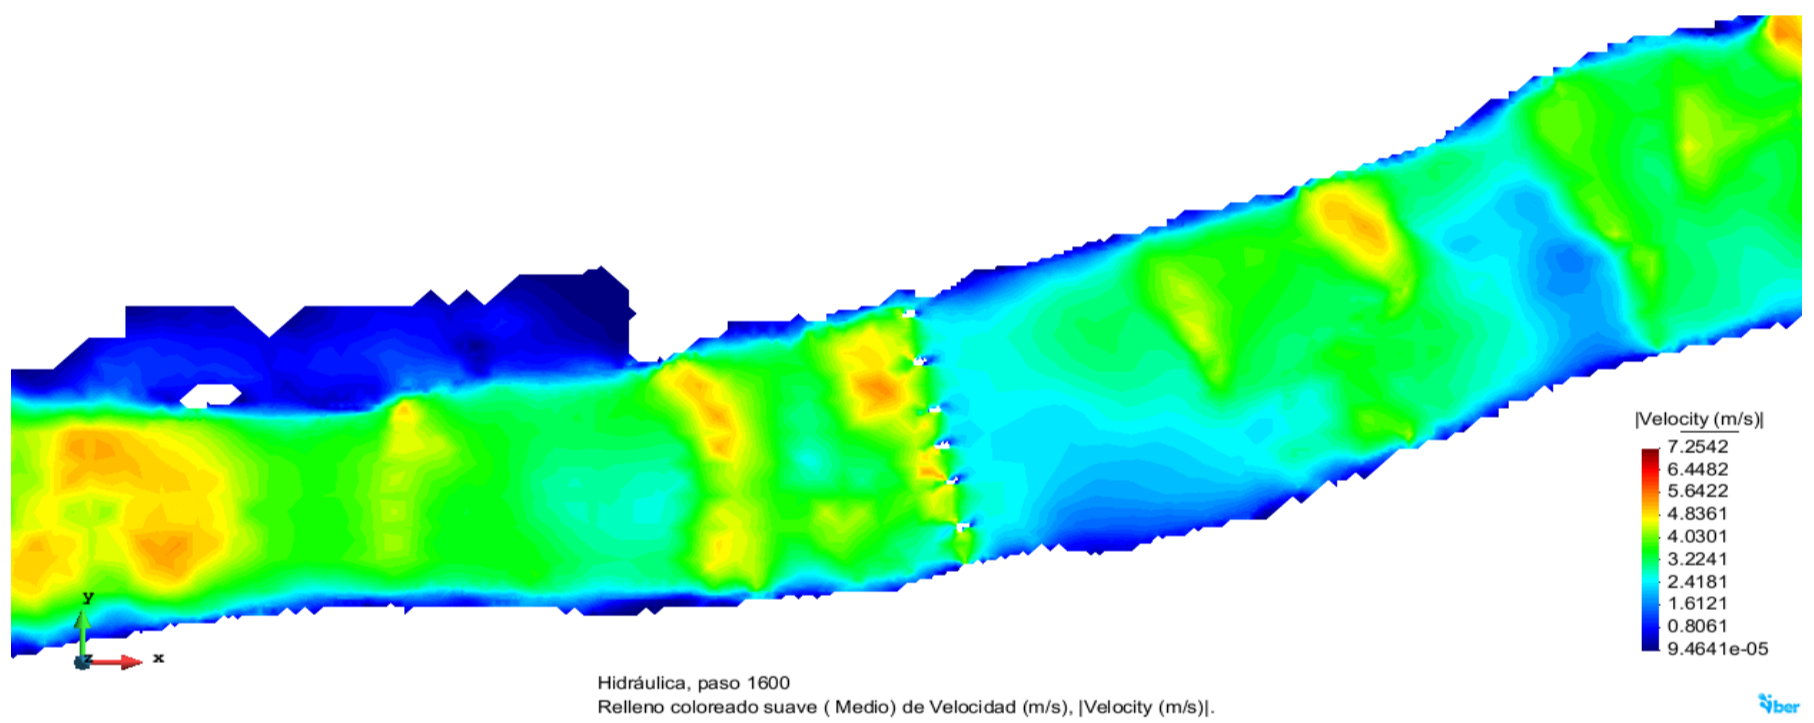 |Velocity (m/s)|
7.2542
6.4482
5.6422
4.8361
4.0301
3.2241
2.4181
1.6121
0.8061
9.4641e-05
y
z
x
Hidráulica, paso 1600
Relleno coloreado suave ( Medio) de Velocidad (m/s), |Velocity (m/s)|.
iber